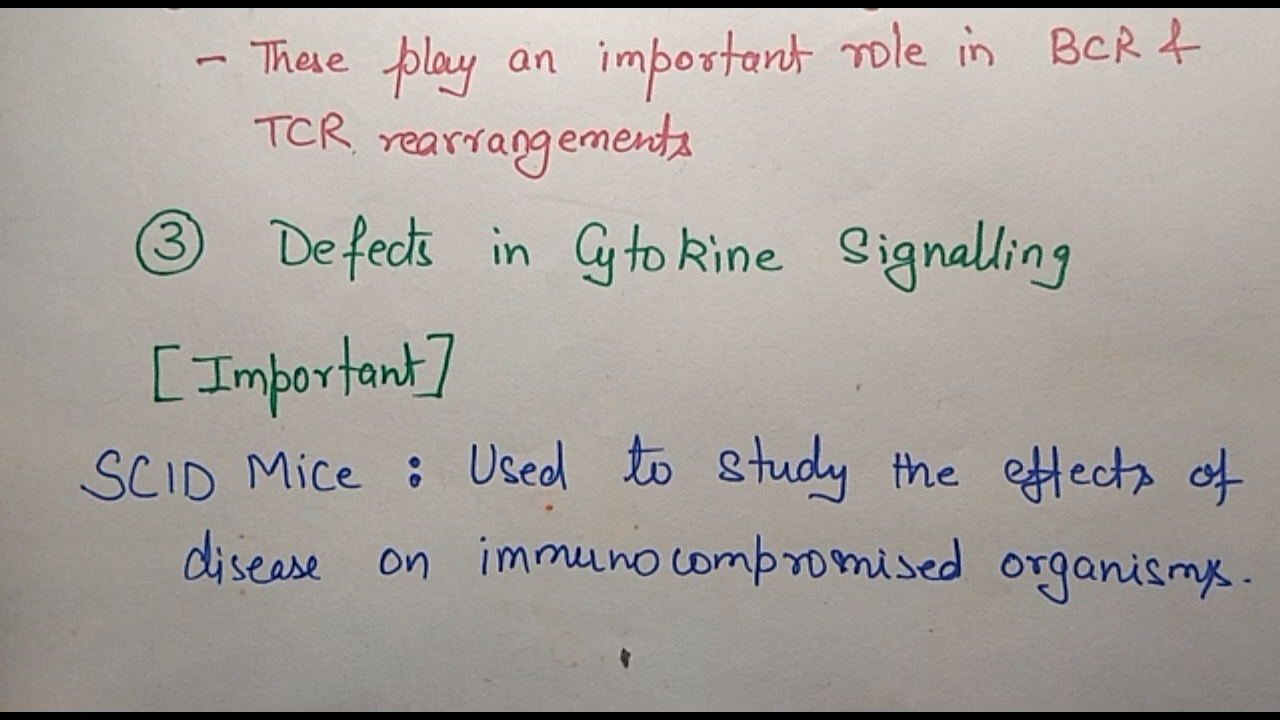 - These play an important role in BCR &
TCR rearrangements
③ Defects in Cytokine Signalling
[Important]
SCID Mice : Used to study the effects of
disease on immunocompromised organisms.